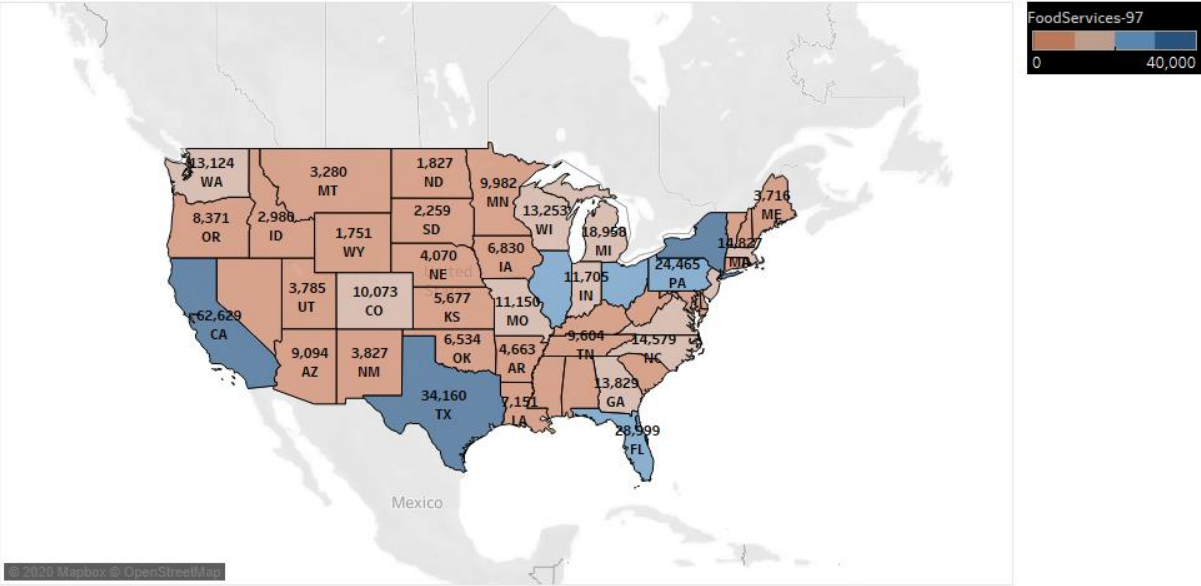 FoodServices-97
0 40,000
13,124
WA
3,280
MT
1,827
ND
9,982
MN
3,716
ME
8,371
OR
2,980
ID
1,751
WY
2,259
SD
13,253
WI
18,958
MI
14,827
MA
4,070
NE
6,830
IA
24,465
PA
62,629
CA
3,785
UT
10,073
CO
United
5,677
KS
11,150
MO
11,705
IN
9,094
AZ
3,827
NM
6,534
OK
4,663
AR
9,604
TN
14,579
NC
34,160
TX
7,151
LA
13,829
GA
28,999
FL
Mexico
© 2020 Mapbox © OpenStreetMap